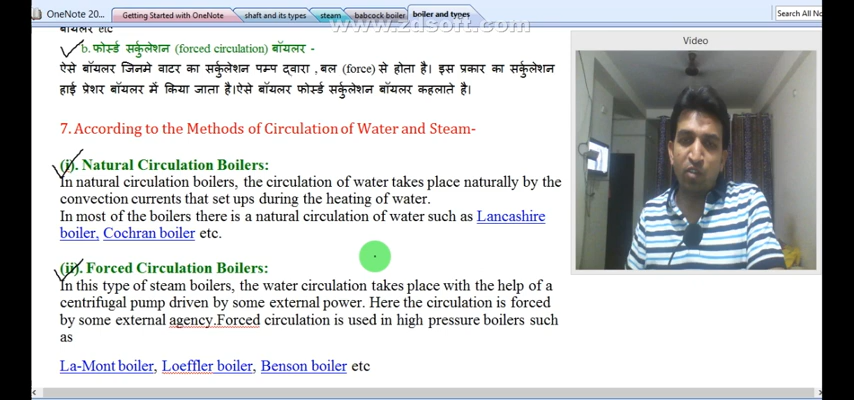 OneNote 20...
Getting Started with OneNote
shaft and its types
steam
babcock boiler
boiler and types
Search All No
www.zdsoft.com
बॉयलर etc
b. फोर्स्ड सर्कुलेशन (forced circulation) बॉयलर -
ऐसे बॉयलर जिनमे वाटर का सर्कुलेशन पम्प द्वारा , बल (force) से होता है। इस प्रकार का सर्कुलेशन
हाई प्रेशर बॉयलर में किया जाता है।ऐसे बॉयलर फोर्स्ड सर्कुलेशन बॉयलर कहलाते है।
7. According to the Methods of Circulation of Water and Steam-
(i). Natural Circulation Boilers:
In natural circulation boilers, the circulation of water takes place naturally by the
convection currents that set ups during the heating of water.
In most of the boilers there is a natural circulation of water such as Lancashire
boiler, Cochran boiler etc.
(ii). Forced Circulation Boilers:
In this type of steam boilers, the water circulation takes place with the help of a
centrifugal pump driven by some external power. Here the circulation is forced
by some external agency.Forced circulation is used in high pressure boilers such
as
La-Mont boiler, Loeffler boiler, Benson boiler etc
Video